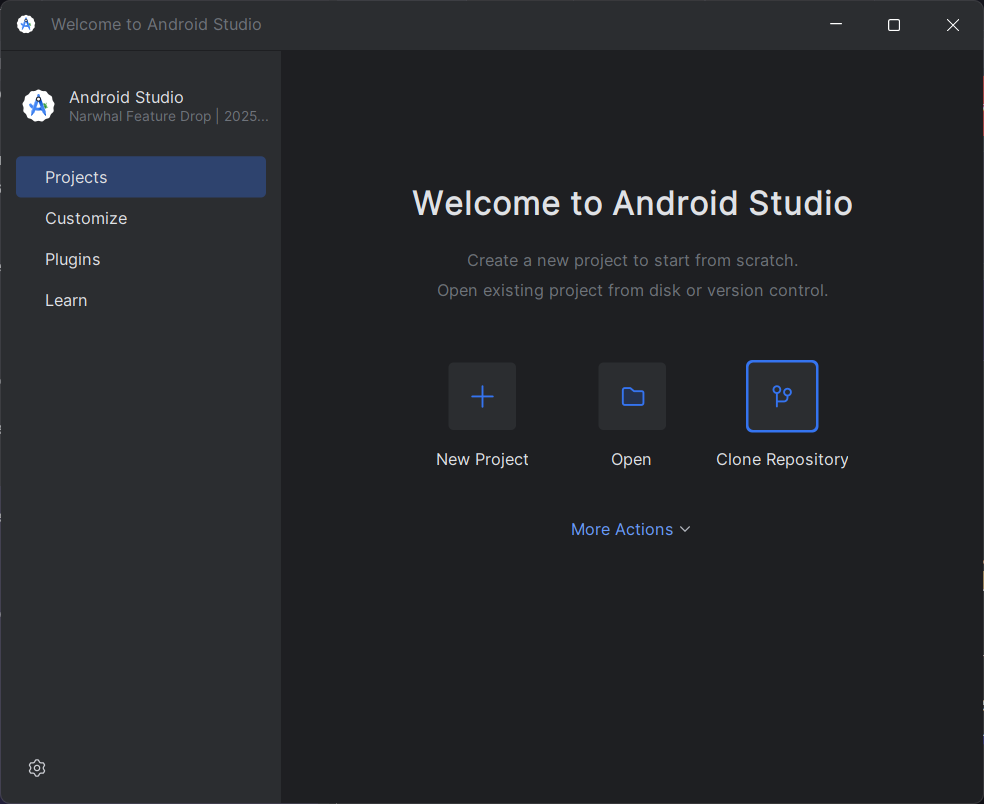 Welcome to Android Studio
Android Studio
Narwhal Feature Drop | 2025...
Projects
Customize
Plugins
Learn
Welcome to Android Studio
Create a new project to start from scratch.
Open existing project from disk or version control.
New Project
Open
Clone Repository
More Actions